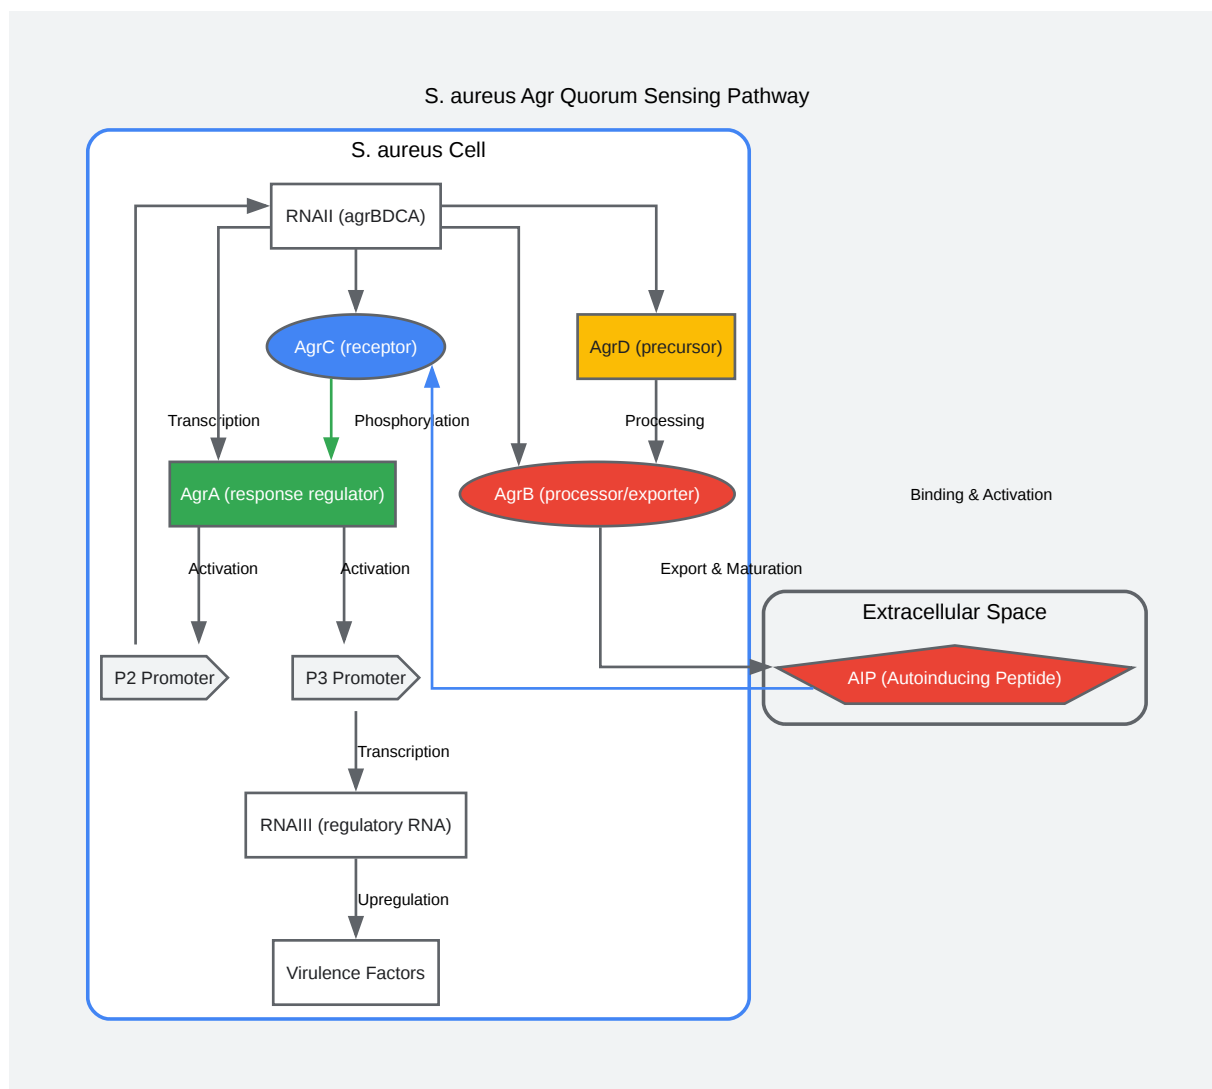 S. aureus Agr Quorum Sensing Pathway
S. aureus Cell
RNAII (agrBDCA)
AgrC (receptor)
AgrD (precursor)
Transcription
Phosphorylation
Processing
AgrA (response regulator)
AgrB (processor/exporter)
Binding & Activation
Activation
Activation
Export & Maturation
Extracellular Space
P2 Promoter
P3 Promoter
AIP (Autoinducing Peptide)
Transcription
RNAIII (regulatory RNA)
Upregulation
Virulence Factors